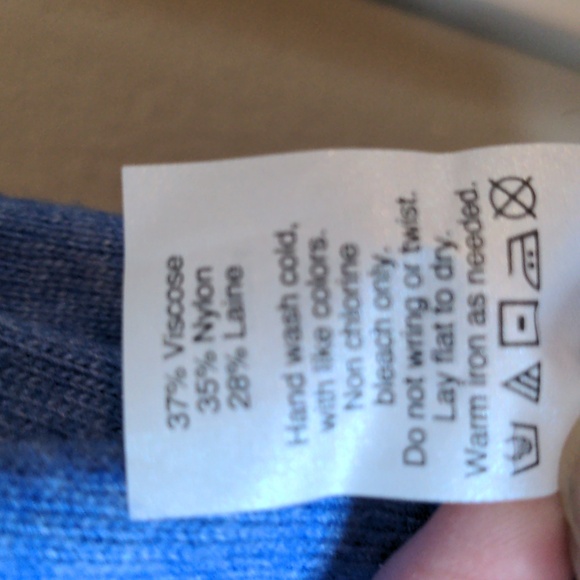 37% Viscose
35% Nylon
28% Laine
Hand wash cold,
with like colors.
Non chlorine
bleach only.
Do not wring or twist.
Lay flat to dry.
Warm iron as needed.